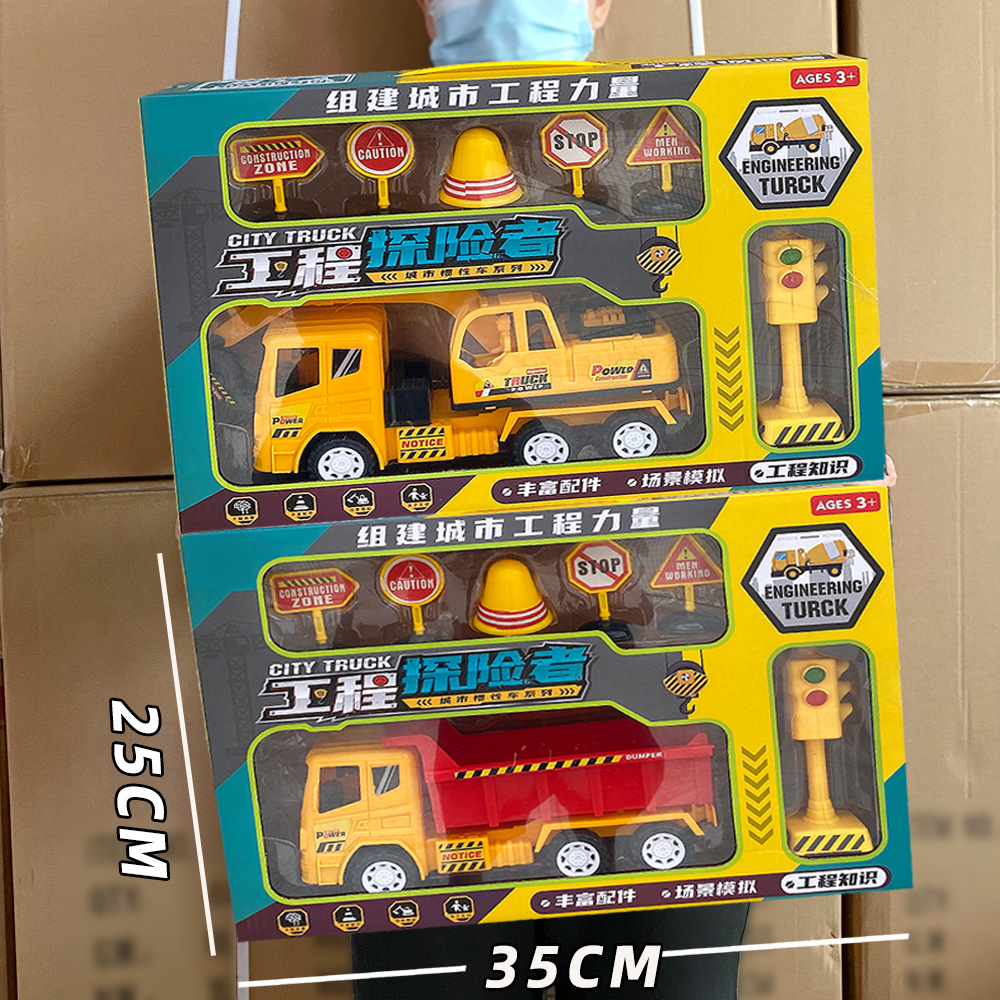 组建城市工程力量
AGES 3+
CONSTRUCTION
ZONE
CAUTION
STOP
MEN
WORKING
ENGINEERING
TURCK
CITY TRUCK
工程探险者
城市惯性车系列
TRUCK
POWER
POWER
POWER
NOTICE
丰富配件
场景模拟
工程知识
组建城市工程力量
AGES 3+
CONSTRUCTION
ZONE
CAUTION
STOP
MEN
WORKING
ENGINEERING
TURCK
CITY TRUCK
工程探险者
城市惯性车系列
DUMPER
POWER
NOTICE
丰富配件
场景模拟
工程知识
25CM
35CM